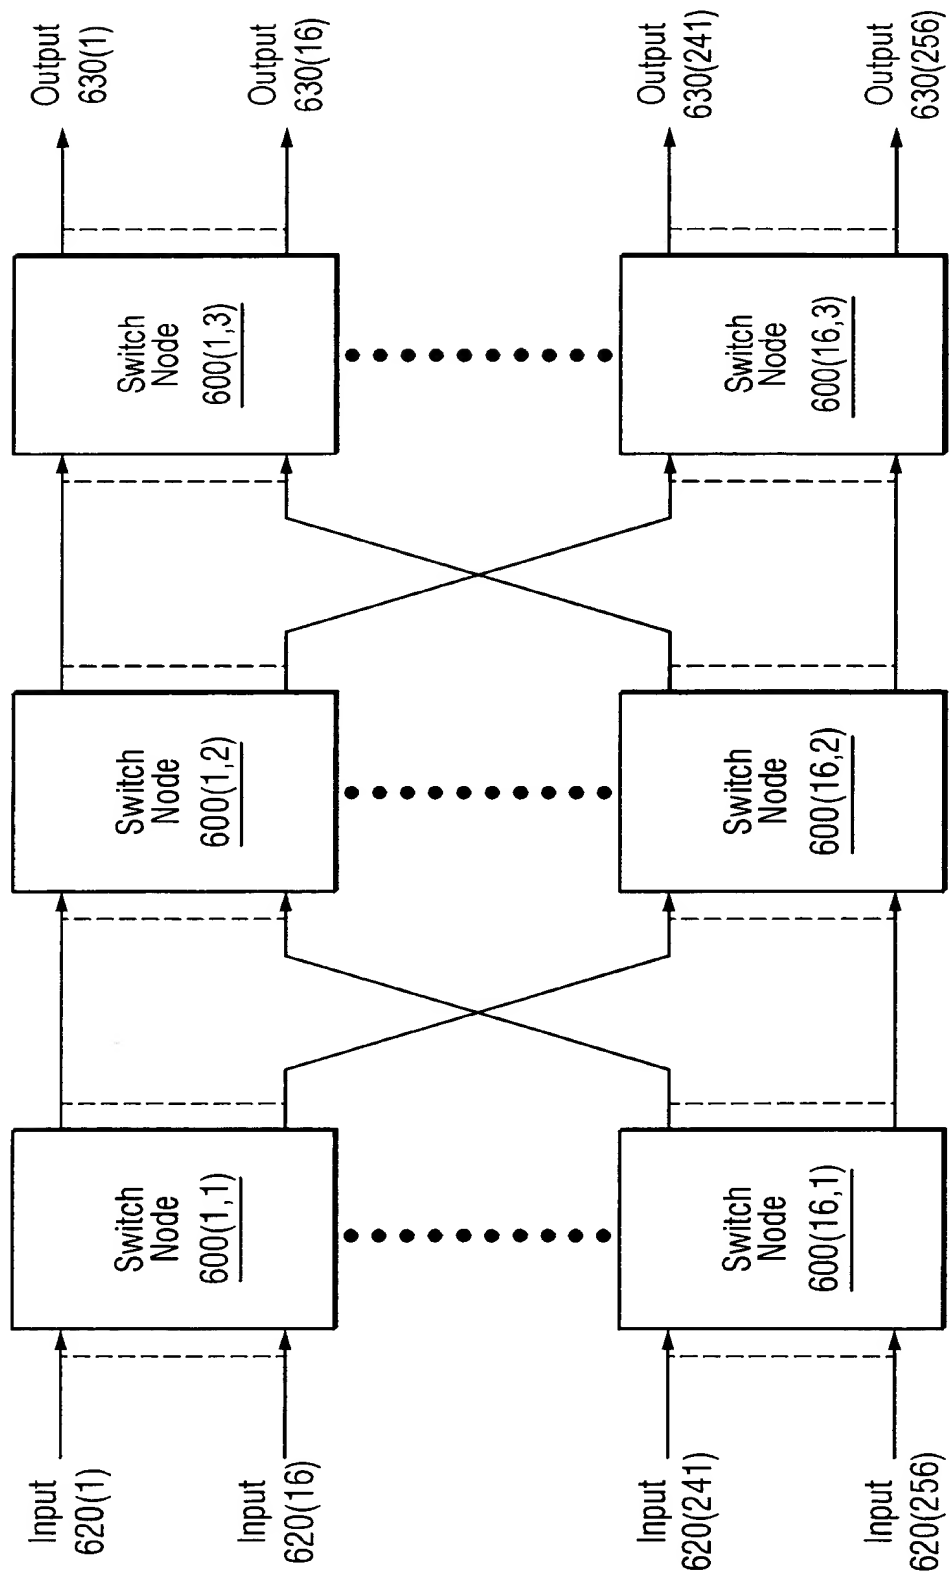 Input
620(1)
Input
620(16)
Input
620(241)
Input
620(256)
Switch
Node
600(1,1)
Switch
Node
600(16,1)
Switch
Node
600(1,2)
Switch
Node
600(16,2)
Switch
Node
600(1,3)
Switch
Node
600(16,3)
Output
630(1)
Output
630(16)
Output
630(241)
Output
630(256)